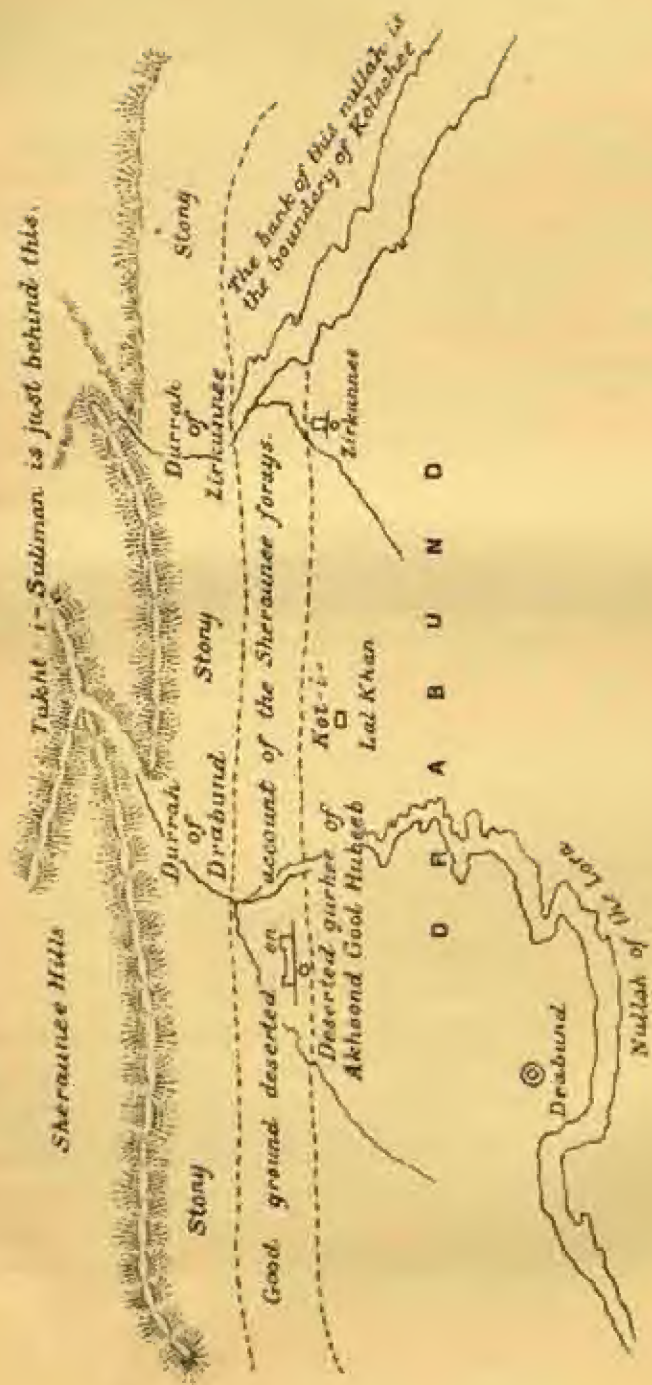 Sheraunee Hills
Takht-i-Suliman is just behind this.
Stony
Durrah
of
Drabund
Stony
Durrah
of
Zirkunnee
Stony
Good ground deserted on account of the Sheraunee forays.
The bank of this nullah is
the boundary of Kolachee
Deserted gurhee of
Akhoond Gool Hubeeb
Kot-i-
Lal Khan
Zirkunnee
DRABUND
Drabund
Nullah of the Lora